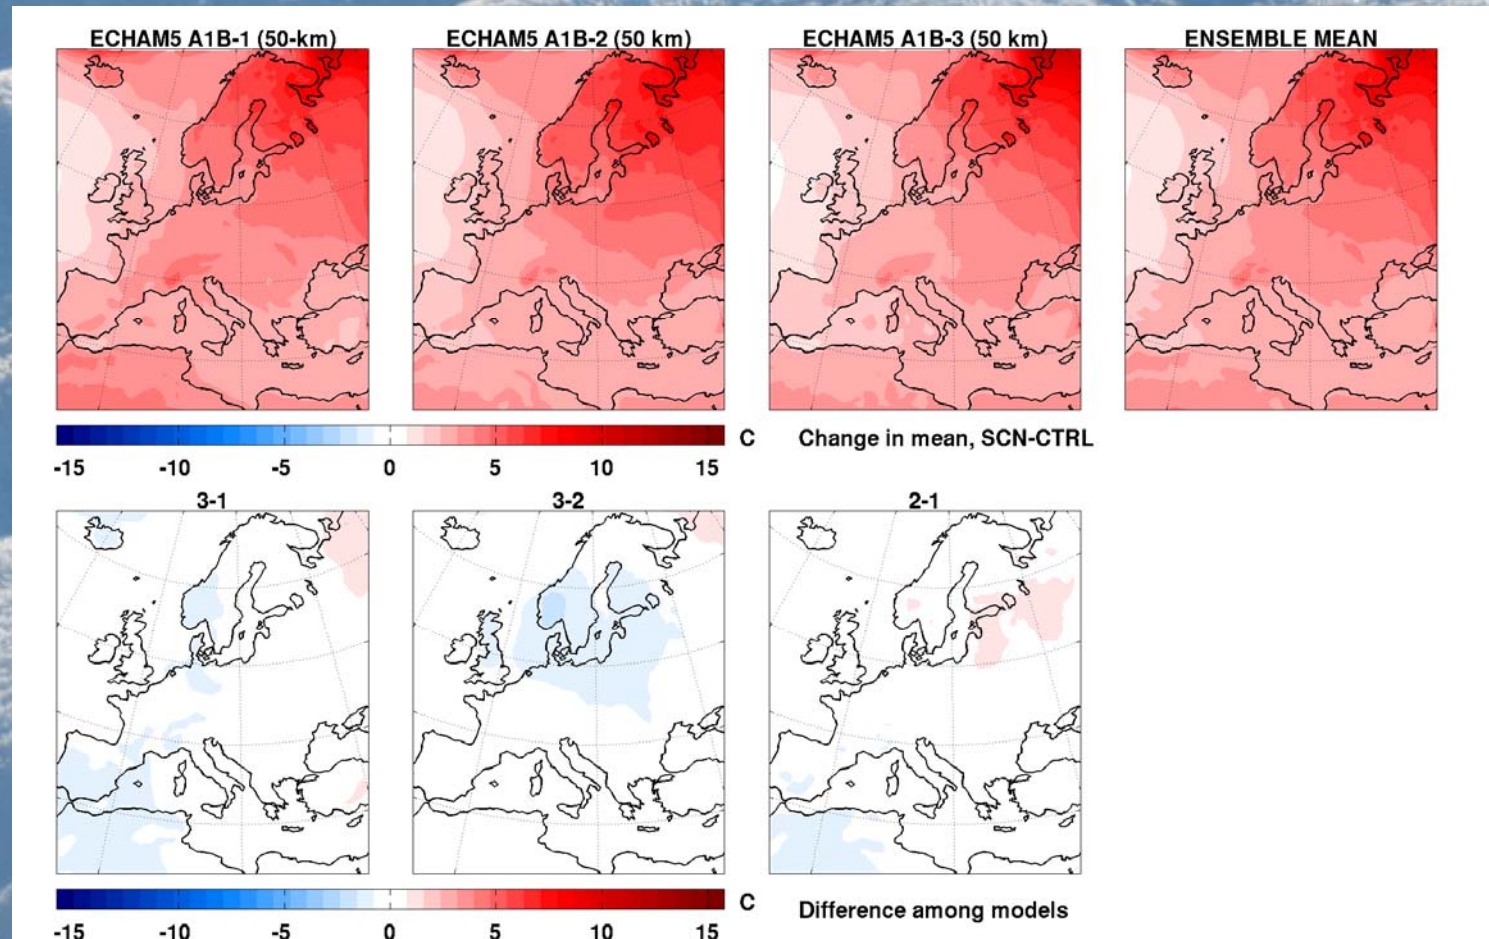 ECHAM5 A1B-1 (50-km)
ECHAM5 A1B-2 (50 km)
ECHAM5 A1B-3 (50 km)
ENSEMBLE MEAN
C
Change in mean, SCN-CTRL
-15 -10 -5 0 5 10 15
3-1
3-2
2-1
C
Difference among models
-15 -10 -5 0 5 10 15